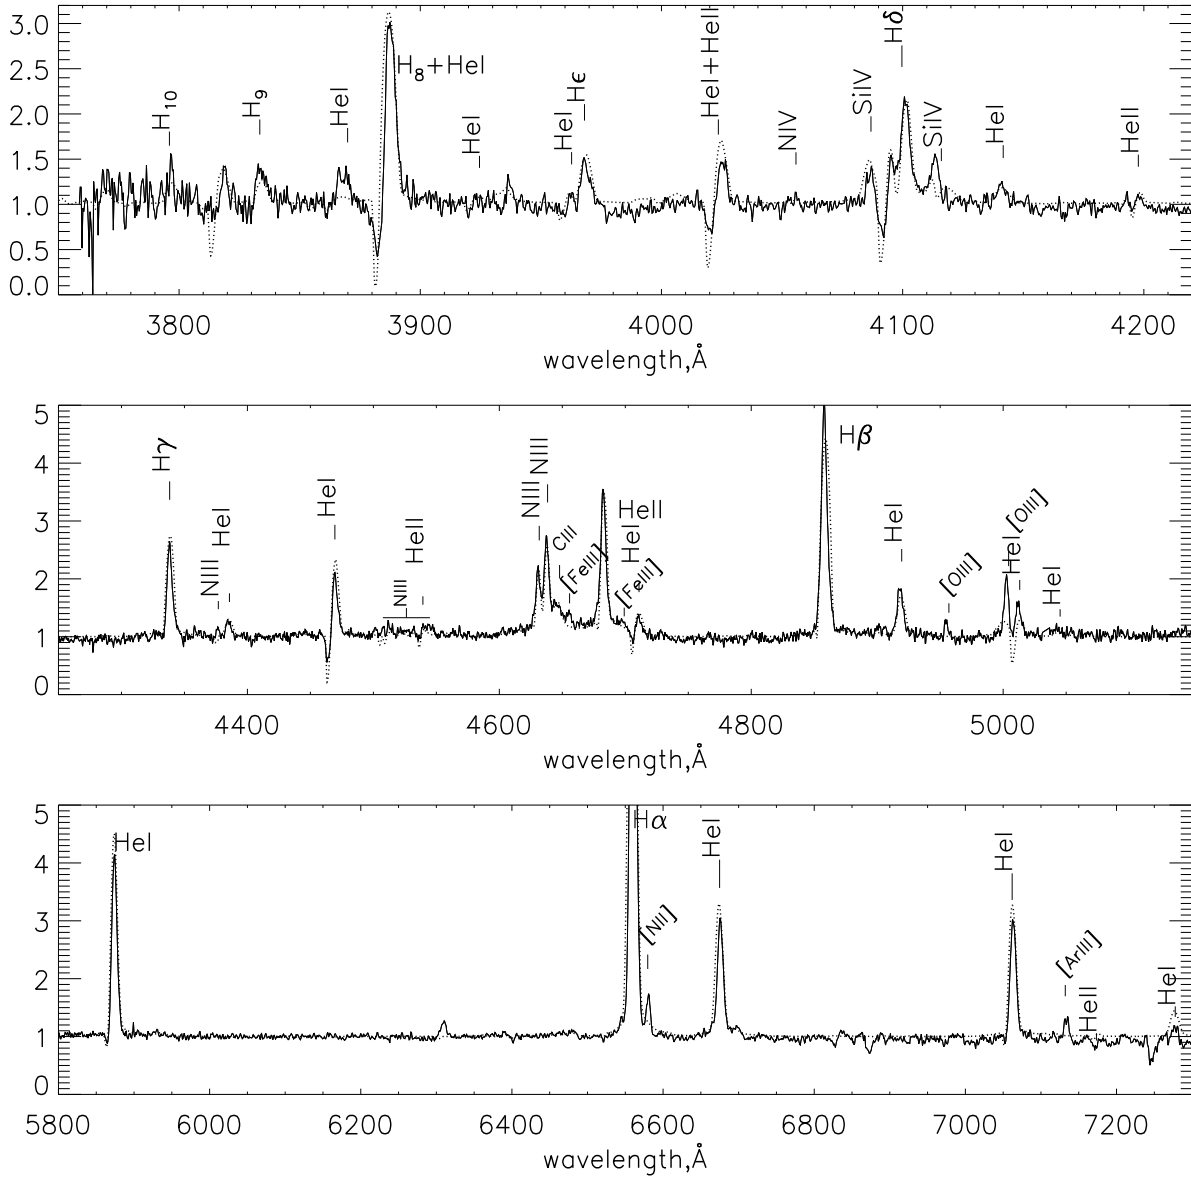 3.0
2.5
2.0
1.5
1.0
0.5
0.0
H10
H9
HeI
H8+HeI
HeI
HeI
Hϵ
HeI+HeII
NIV
SiIV
Hδ
SiIV
HeI
HeII
3800 3900 4000 4100 4200
wavelength,Å
5
4
3
2
1
0
Hγ
NIII
HeI
HeI
NIII
HeII
NIII
NIII
CIII
[FeIII]
HeII
HeI
[FeIII]
Hβ
HeI
[OIII]
HeI
[OIII]
HeI
4400 4600 4800 5000
wavelength,Å
5
4
3
2
1
0
HeI
Hα
[NII]
HeI
HeI
[ArIII]
HeII
HeI
5800 6000 6200 6400 6600 6800 7000 7200
wavelength,Å